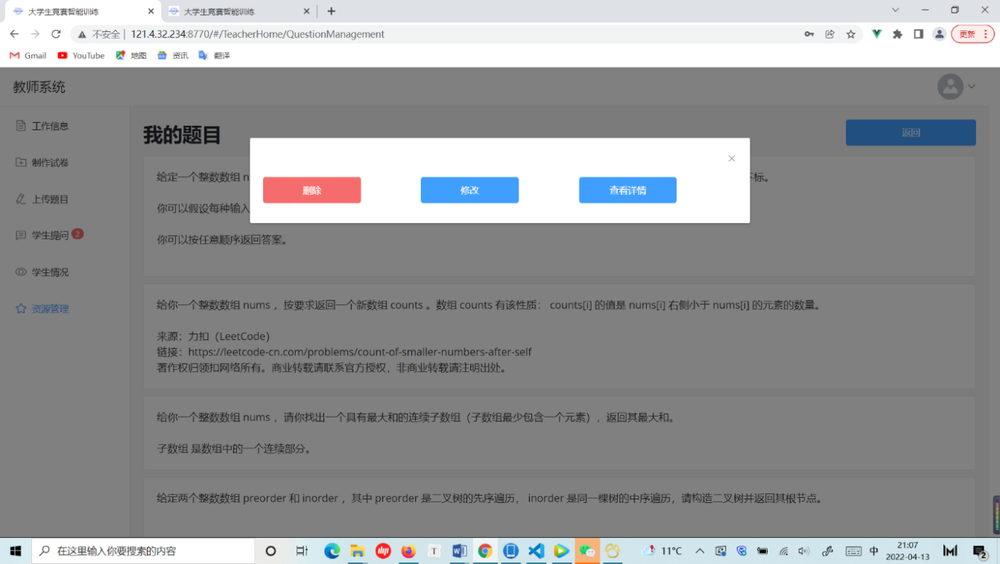 大学生竞赛智能训练
大学生竞赛智能训练
不安全 | 121.4.32.234:8770/#/TeacherHome/QuestionManagement
更新
Gmail YouTube 地图 资讯 翻译
教师系统
工作信息
制作试卷
上传题目
学生提问 2
学生情况
资源管理
我的题目
返回
删除 修改 查看详情
给定一个整数数组 n
下标。
你可以假设每种输入
你可以按任意顺序返回答案。
给你一个整数数组 nums ，按要求返回一个新数组 counts 。数组 counts 有该性质： counts[i] 的值是 nums[i] 右侧小于 nums[i] 的元素的数量。
来源：力扣（LeetCode）
链接：https://leetcode-cn.com/problems/count-of-smaller-numbers-after-self
著作权归领扣网络所有。商业转载请联系官方授权，非商业转载请注明出处。
给你一个整数数组 nums ，请你找出一个具有最大和的连续子数组（子数组最少包含一个元素），返回其最大和。
子数组 是数组中的一个连续部分。
给定两个整数数组 preorder 和 inorder ，其中 preorder 是二叉树的先序遍历， inorder 是同一棵树的中序遍历，请构造二叉树并返回其根节点。
在这里输入你要搜索的内容
11°C
中
21:07
2022-04-13
2